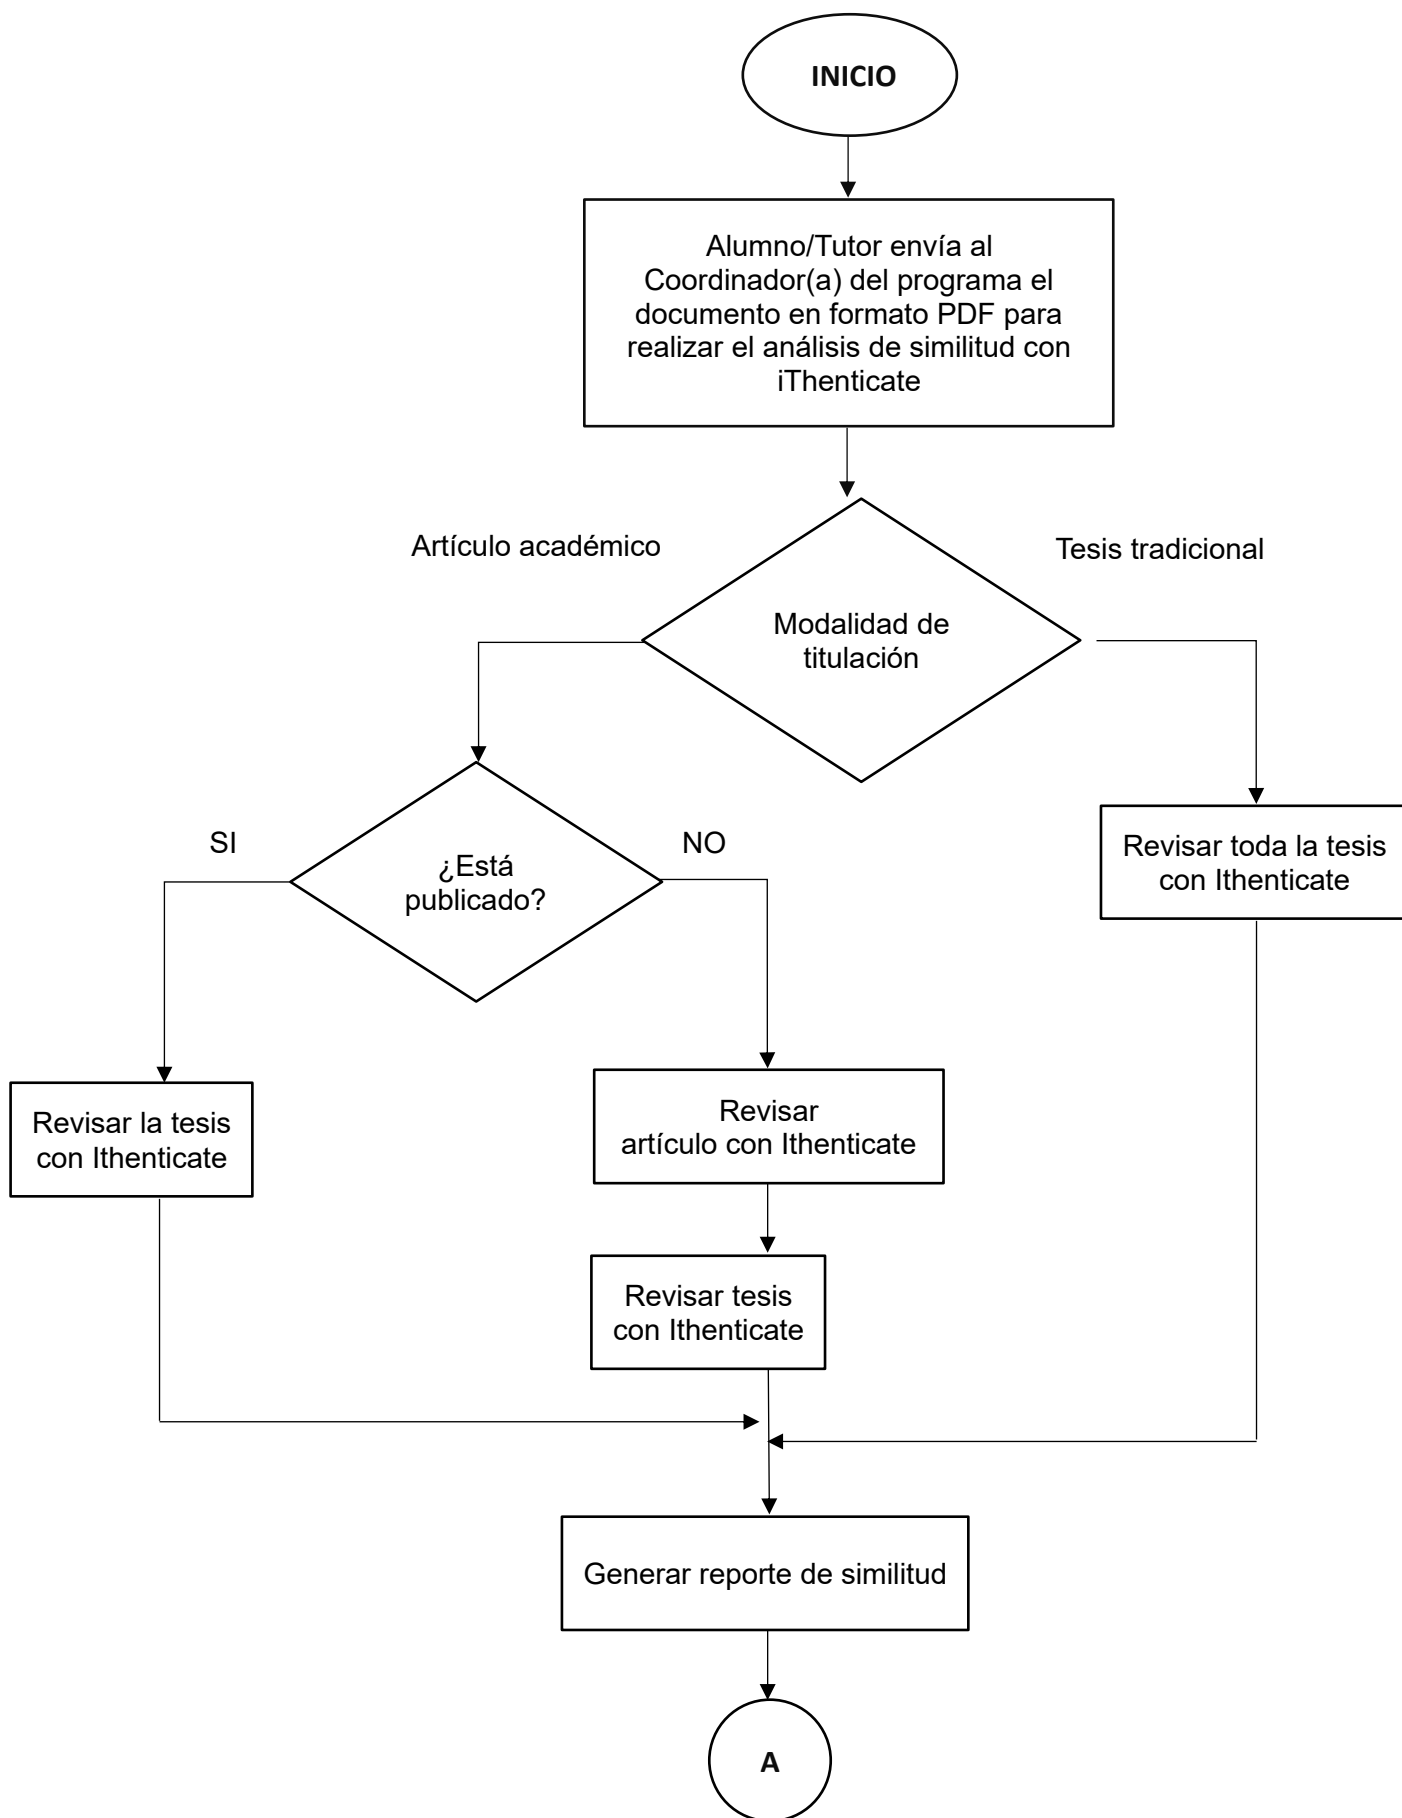 INICIO
Alumno/Tutor envía al
Coordinador(a) del programa el
documento en formato PDF para
realizar el análisis de similitud con
iThenticate
Artículo académico
Tesis tradicional
Modalidad de
titulación
SI
¿Está
publicado?
NO
Revisar toda la tesis
con Ithenticate
Revisar la tesis
con Ithenticate
Revisar
artículo con Ithenticate
Revisar tesis
con Ithenticate
Generar reporte de similitud
A